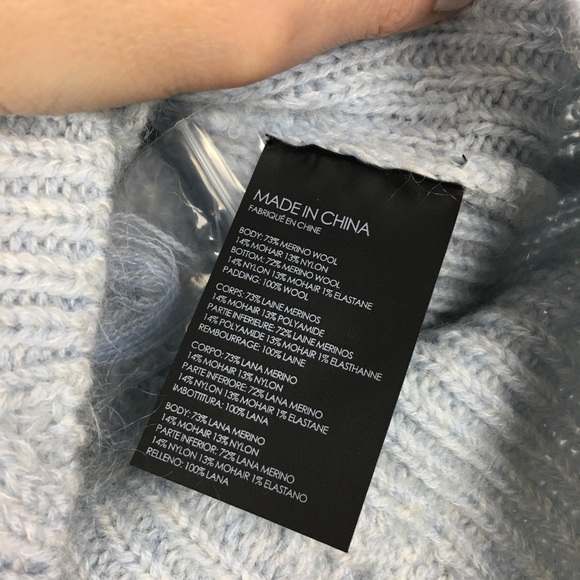 MADE IN CHINA
FABRIQUÉ EN CHINE
BODY: 73% MERINO WOOL
14% MOHAIR 13% NYLON
BOTTOM: 72% MERINO WOOL
14% NYLON 13% MOHAIR 1% ELASTANE
PADDING: 100% WOOL
CORPS: 73% LAINE MERINOS
14% MOHAIR 13% POLYAMIDE
PARTIE INFERIEURE: 72% LAINE MERINOS
14% POLYAMIDE 13% MOHAIR 1% ELASTHANNE
REMBOURRAGE: 100% LAINE
CORPO: 73% LANA MERINO
14% MOHAIR 13% NYLON
PARTE INFERIORE: 72% LANA MERINO
14% NYLON 13% MOHAIR 1% ELASTANE
IMBOTTITURA: 100% LANA
BODY: 73% LANA MERINO
14% MOHAIR 13% NYLON
PARTE INFERIOR: 72% LANA MERINO
14% NYLON 13% MOHAIR 1% ELASTANO
RELLENO: 100% LANA